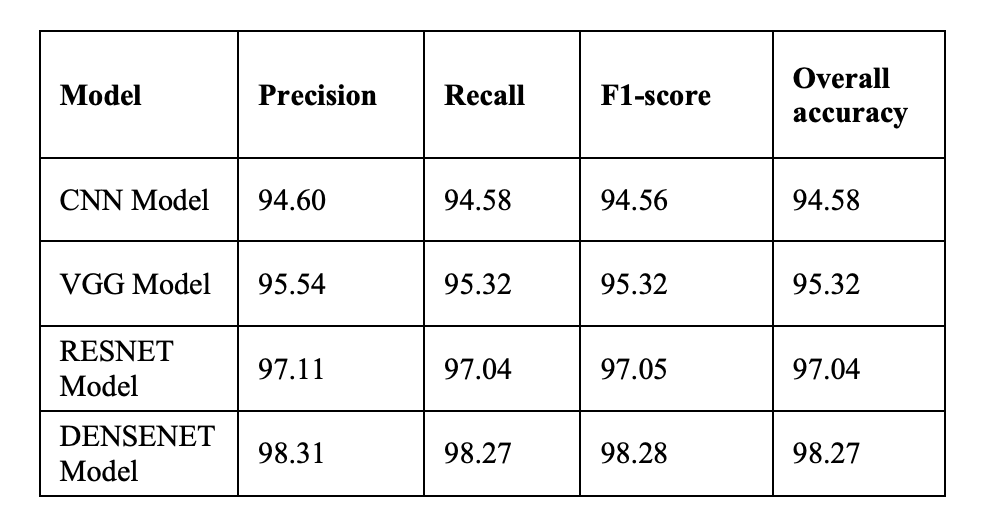 Model Precision Recall F1-score Overall accuracy
CNN Model 94.60 94.58 94.56 94.58
VGG Model 95.54 95.32 95.32 95.32
RESNET Model 97.11 97.04 97.05 97.04
DENSENET Model 98.31 98.27 98.28 98.27